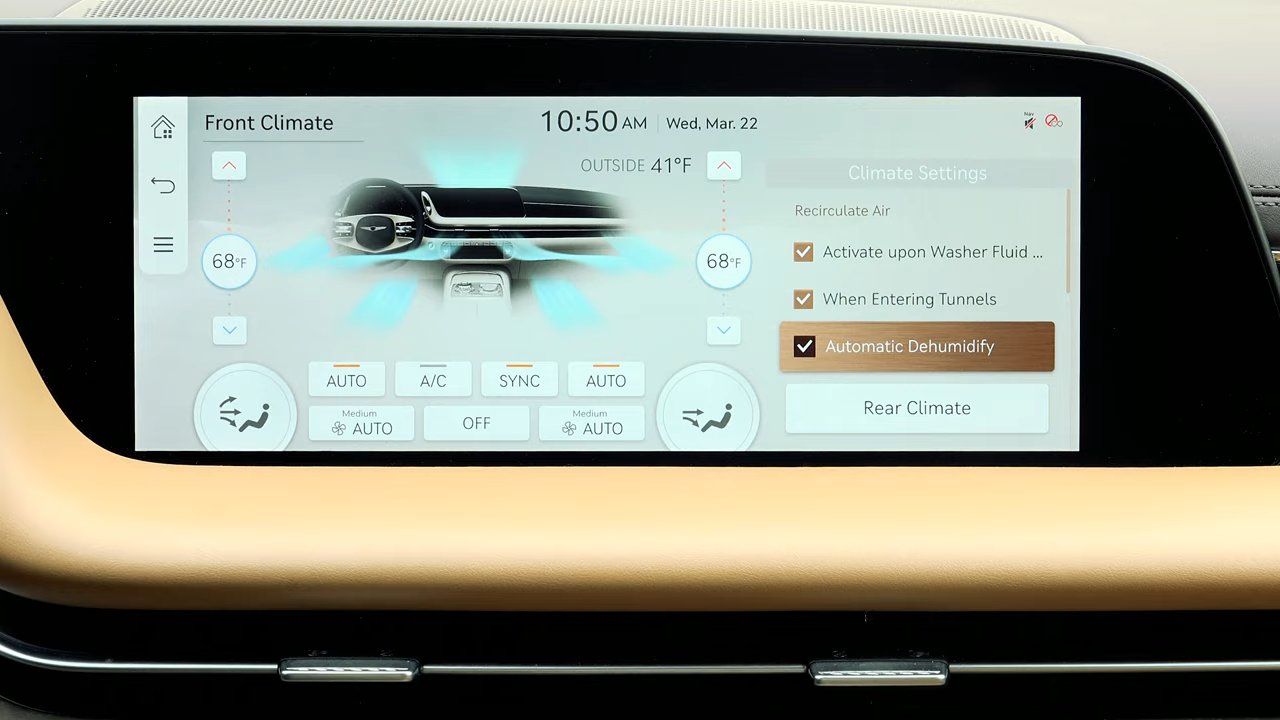 Front Climate
10:50 AM
Wed, Mar. 22
Nav
OUTSIDE 41°F
68°F
68°F
AUTO
A/C
SYNC
AUTO
Medium
AUTO
OFF
Medium
AUTO
Climate Settings
Recirculate Air
Activate upon Washer Fluid ...
When Entering Tunnels
Automatic Dehumidify
Rear Climate